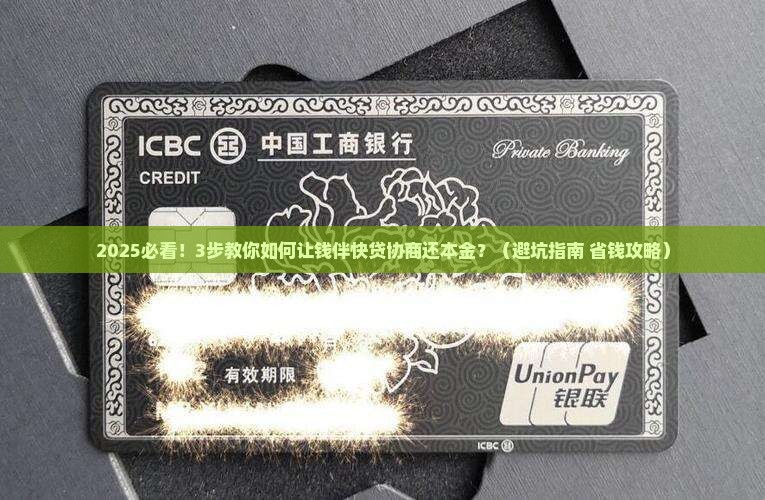 ICBC 中国工商银行
Private Banking
CREDIT
2025必看！3步教你如何让钱伴快贷协商还本金？（避坑指南 省钱攻略）
有效期限
UnionPay
银联
ICBC